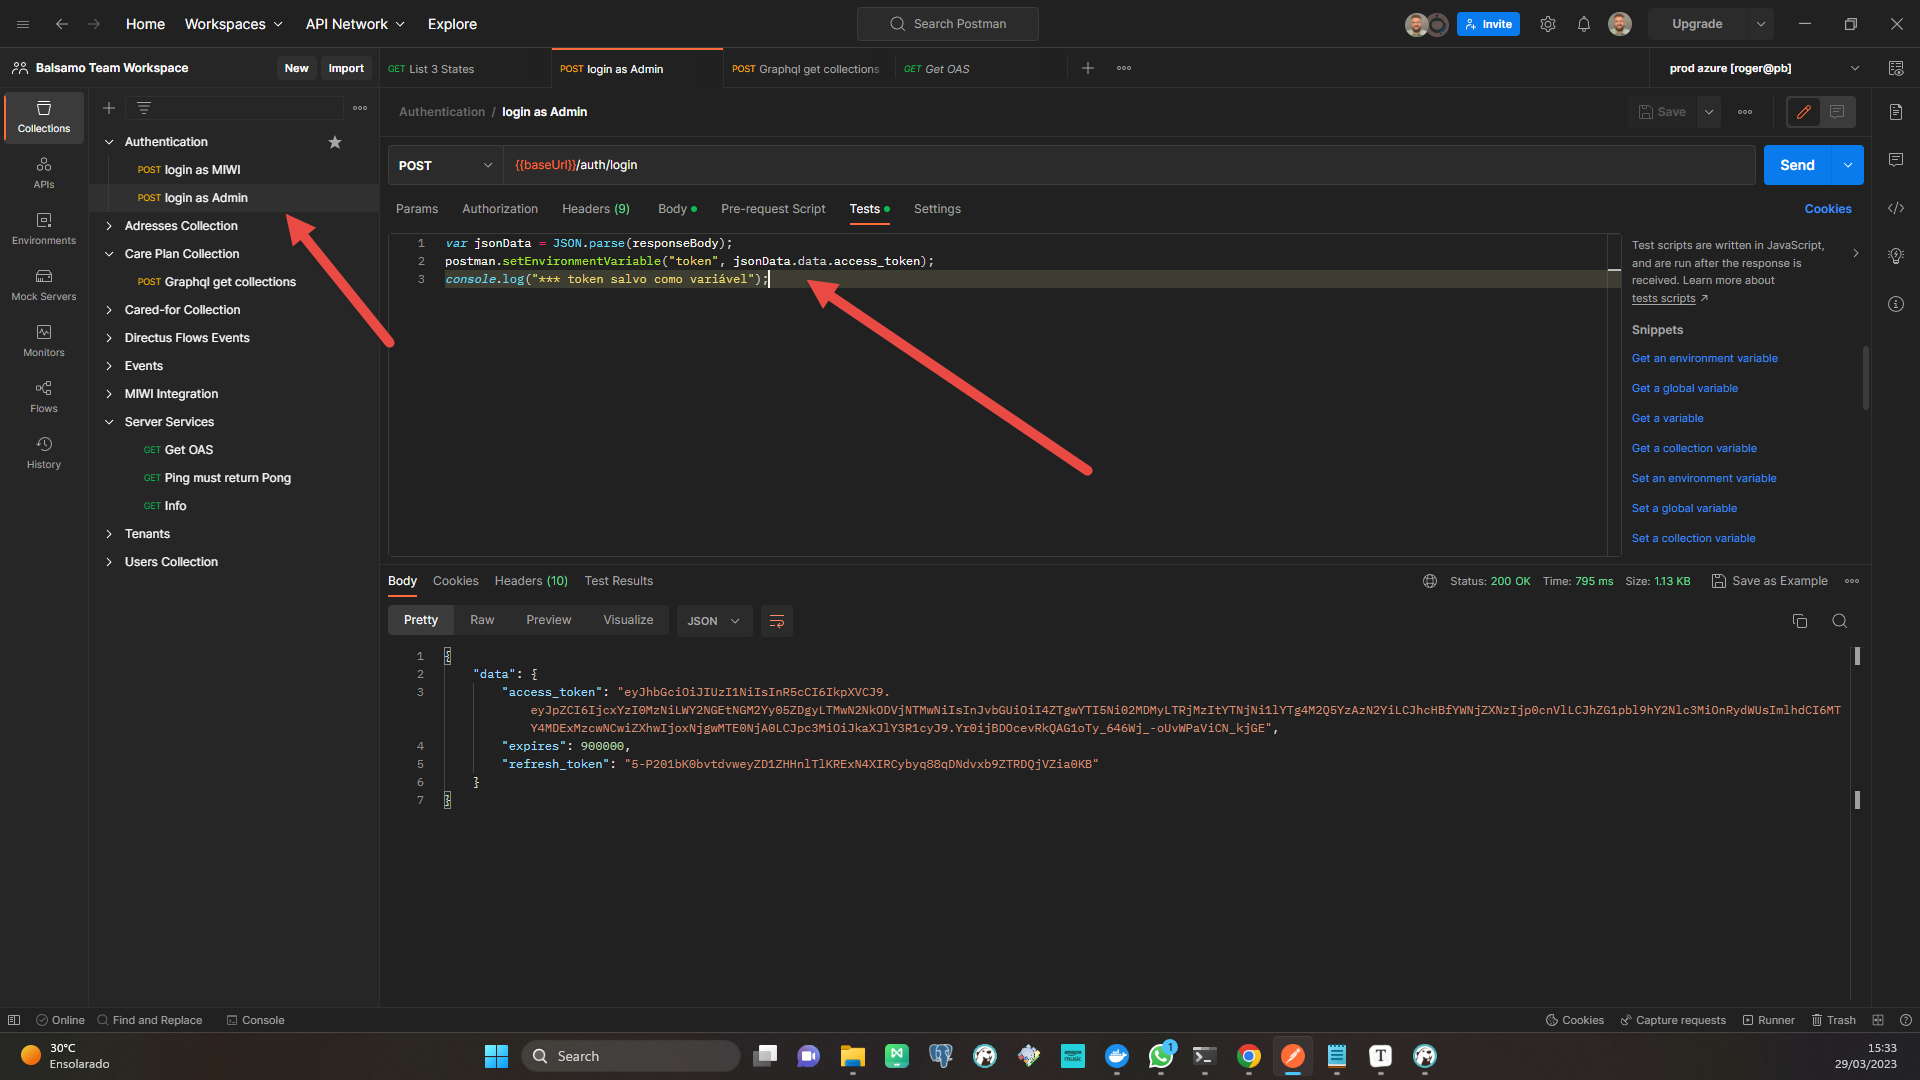 Home
Workspaces
API Network
Explore
Search Postman
Invite
Upgrade
Balsamo Team Workspace
New
Import
GET List 3 States
POST login as Admin
POST Graphql get collections
GET Get OAS
prod azure [roger@pb]
Collections
APIs
Environments
Mock Servers
Monitors
Flows
History
Authentication
POST login as MIWI
POST login as Admin
Adresses Collection
Care Plan Collection
POST Graphql get collections
Cared-for Collection
Directus Flows Events
Events
MIWI Integration
Server Services
GET Get OAS
GET Ping must return Pong
GET Info
Tenants
Users Collection
Authentication / login as Admin
Save
POST
{{baseUrl}}/auth/login
Send
Params
Authorization
Headers (9)
Body
Pre-request Script
Tests
Settings
Cookies
1 var jsonData = JSON.parse(responseBody);
2 postman.setEnvironmentVariable("token", jsonData.data.access_token);
3 console.log("*** token salvo como variável");
Test scripts are written in JavaScript,
and are run after the response is
received. Learn more about
tests scripts
Snippets
Get an environment variable
Get a global variable
Get a variable
Get a collection variable
Set an environment variable
Set a global variable
Set a collection variable
Body
Cookies
Headers (10)
Test Results
Status: 200 OK
Time: 795 ms
Size: 1.13 KB
Save as Example
Pretty
Raw
Preview
Visualize
JSON
1 {
2 "data": {
3 "access_token": "eyJhbGciOiJIUzI1NiIsInR5cCI6IkpXVCJ9.
4 "expires": 900000,
5
6 }
7 }
Online
Find and Replace
Console
Cookies
Capture requests
Runner
Trash
30°C
Ensolarado
Search
amazon music
1
T
15:33
29/03/2023